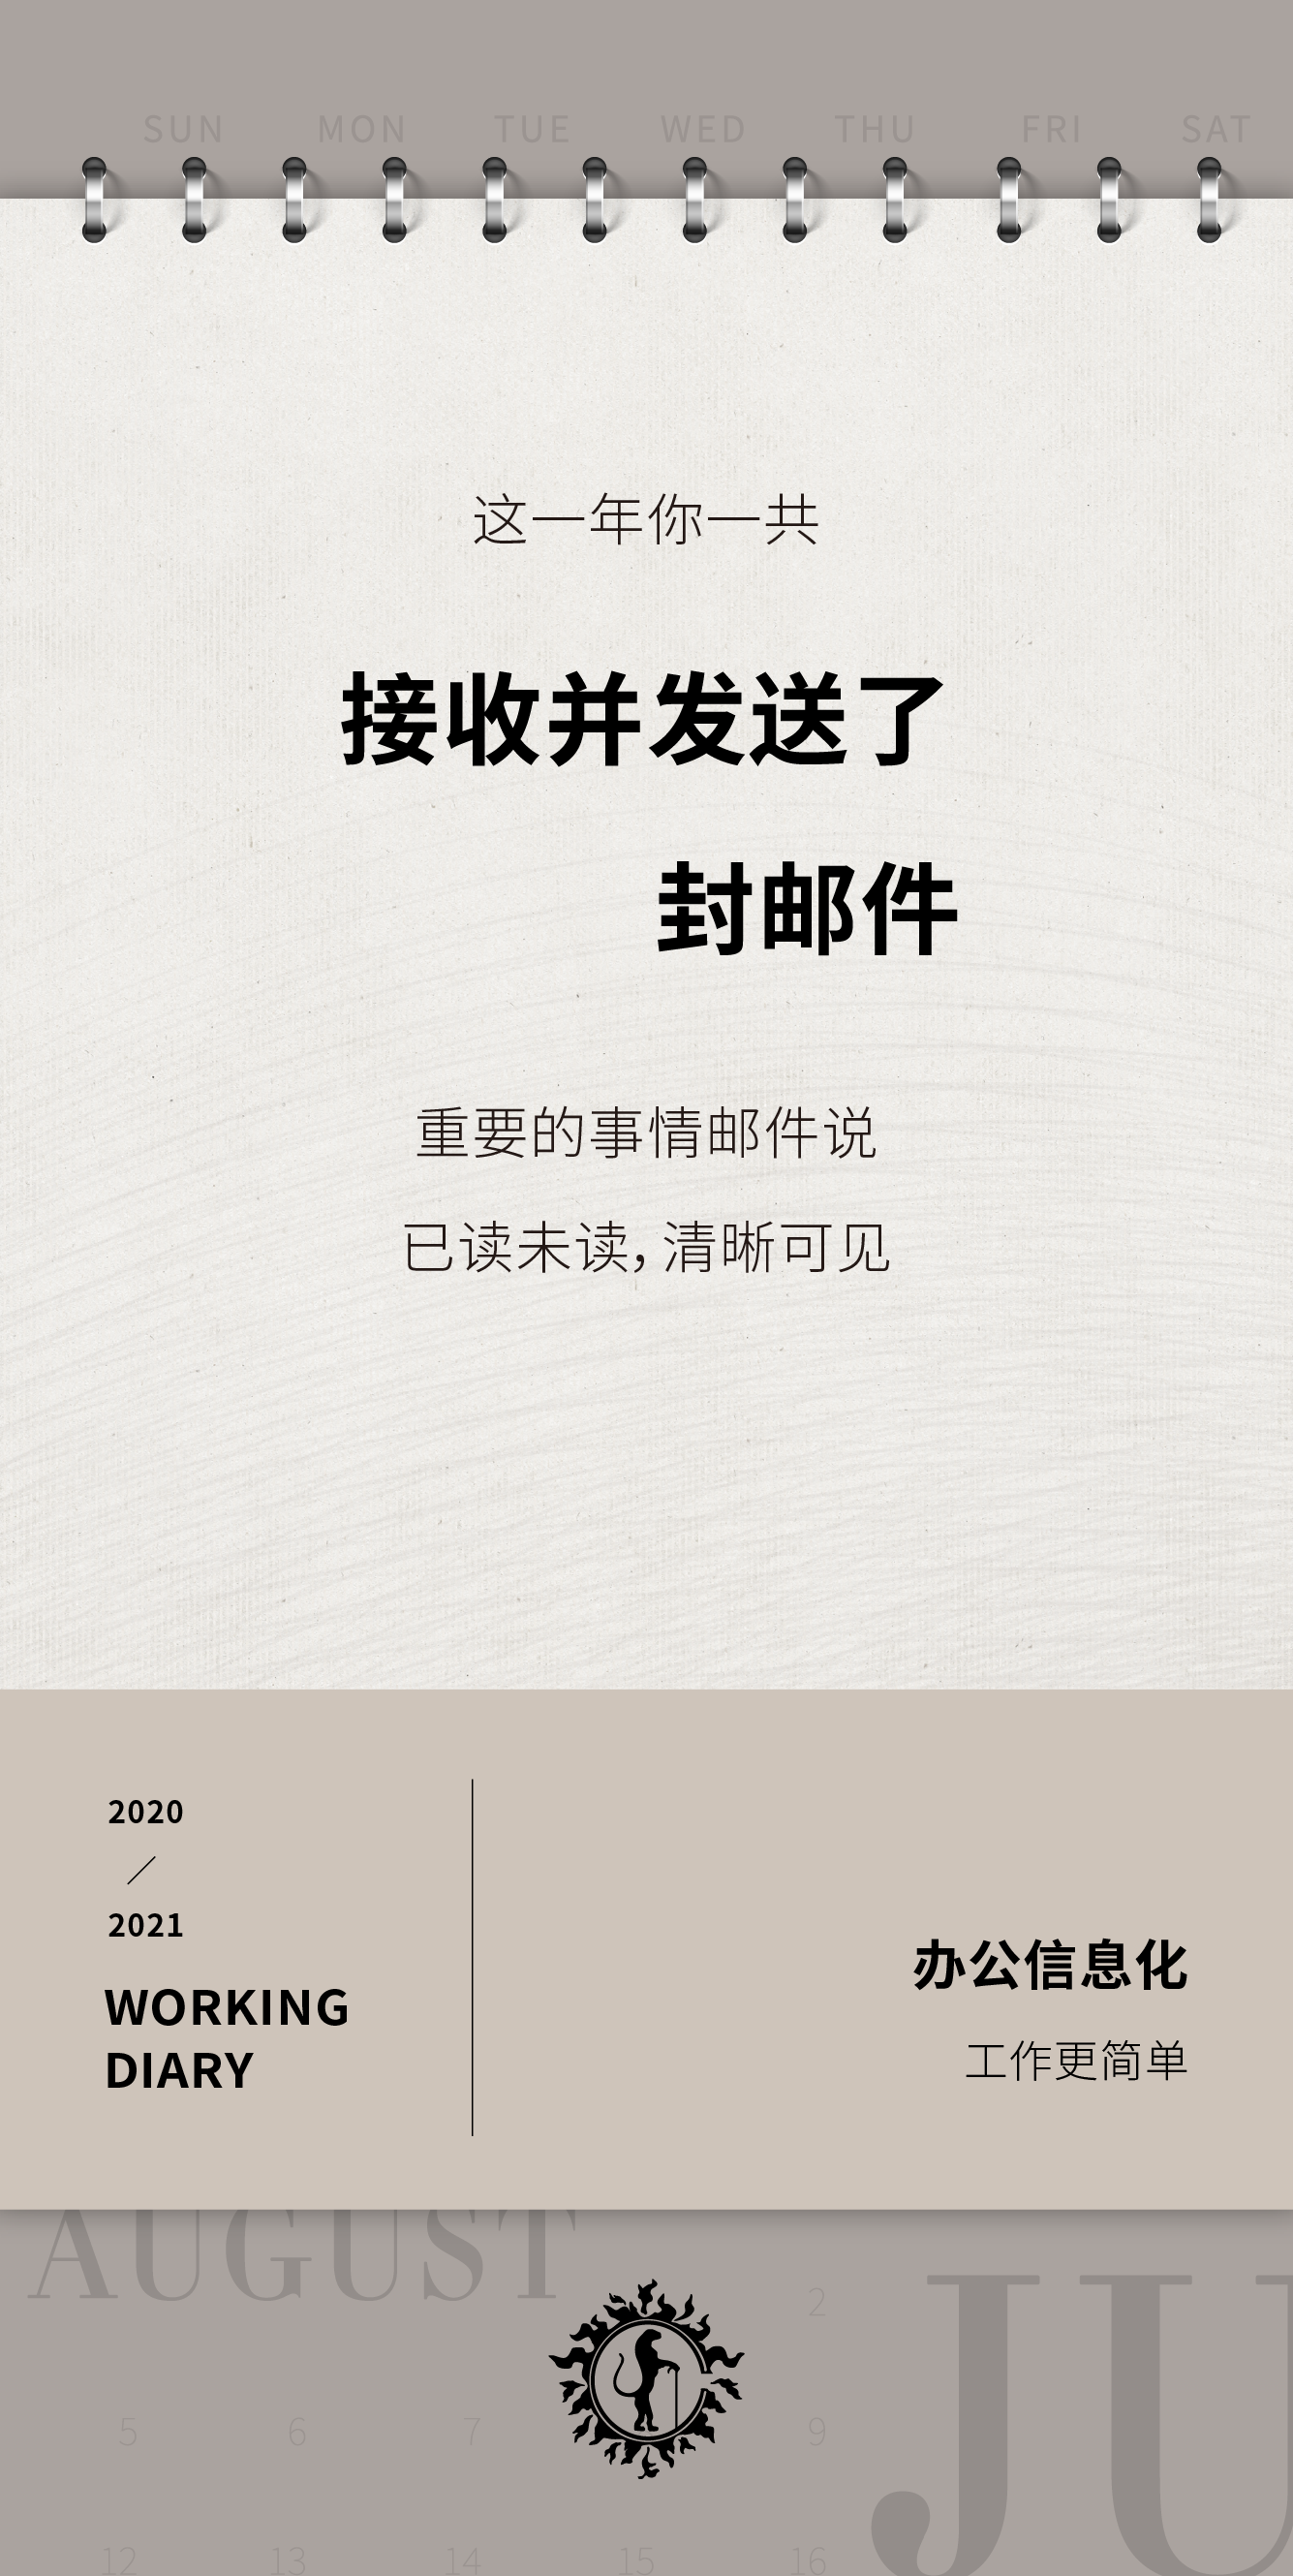 SUN MON TUE WED THU FRI SAT
这一年你一共
接收并发送了
封邮件
重要的事情邮件说
已读未读，清晰可见
2020
/
2021
WORKING
DIARY
办公信息化
工作更简单
AUGUST
JU
2
5 6 7 9
12 13 14 15 16